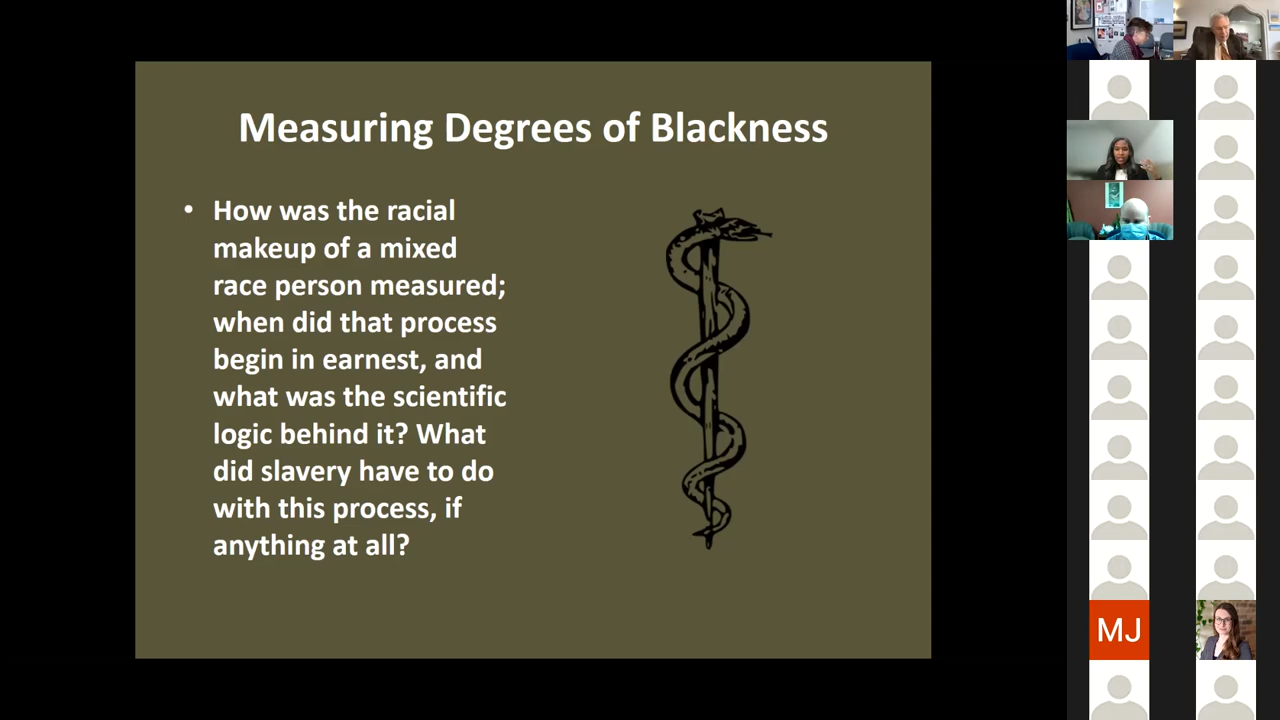 Measuring Degrees of Blackness
• How was the racial
makeup of a mixed
race person measured;
when did that process
begin in earnest, and
what was the scientific
logic behind it? What
did slavery have to do
with this process, if
anything at all?
MJ